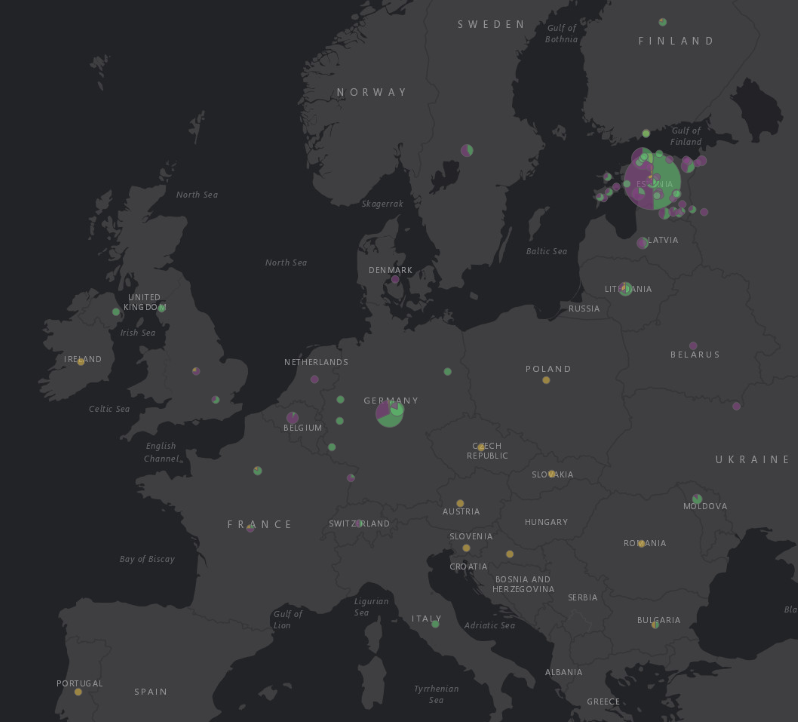 SWEDEN
Gulf of
Bothnia
FINLAND
NORWAY
Gulf of
Finland
ESTONIA
North Sea
Skagerrak
LATVIA
Baltic Sea
North Sea
DENMARK
LITHUANIA
UNITED
KINGDOM
RUSSIA
Irish Sea
BELARUS
IRELAND
NETHERLANDS
POLAND
GERMANY
Celtic Sea
BELGIUM
English
Channel
CZECH
REPUBLIC
UKRAINE
SLOVAKIA
MOLDOVA
AUSTRIA
FRANCE
SWITZERLAND
HUNGARY
SLOVENIA
ROMANIA
Bay of Biscay
CROATIA
BOSNIA AND
HERZEGOVINA
SERBIA
Ligurian
Sea
Bla
Gulf of
Lion
ITALY
Adriatic Sea
BULGARIA
ALBANIA
PORTUGAL
SPAIN
Tyrrhenian
Sea
GREECE